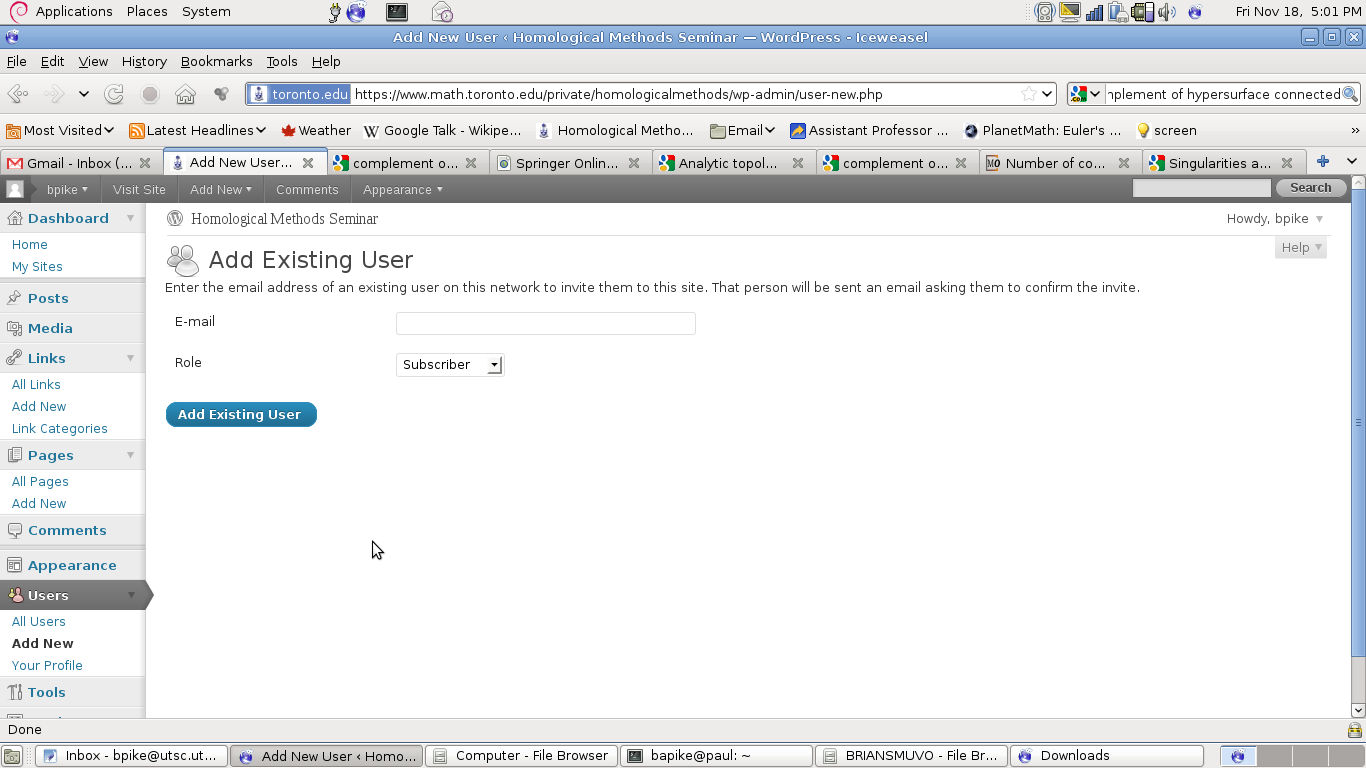 Applications Places System Fri Nov 18, 5:01 PM
Add New User ‹ Homological Methods Seminar — WordPress - Iceweasel
File Edit View History Bookmarks Tools Help
toronto.edu https://www.math.toronto.edu/private/homologicalmethods/wp-admin/user-new.php nplement of hypersurface connected
Most Visited Latest Headlines Weather Google Talk - Wikipe... Homological Metho... Email Assistant Professor ... PlanetMath: Euler's ... screen »
Gmail - Inbox (... Add New User... complement o... Springer Onlin... Analytic topol... complement o... Number of co... Singularities a...
bpike Visit Site Add New Comments Appearance Search
Dashboard
Home
My Sites
Posts
Media
Links
All Links
Add New
Link Categories
Pages
All Pages
Add New
Comments
Appearance
Users
All Users
Add New
Your Profile
Tools
Homological Methods Seminar Howdy, bpike
Help
Add Existing User
Enter the email address of an existing user on this network to invite them to this site. That person will be sent an email asking them to confirm the invite.
E-mail
Role Subscriber
Add Existing User
Done
Inbox - bpike@utsc.ut... Add New User ‹ Homo... Computer - File Browser bapike@paul: ~ BRIANSMUVO - File Br... Downloads